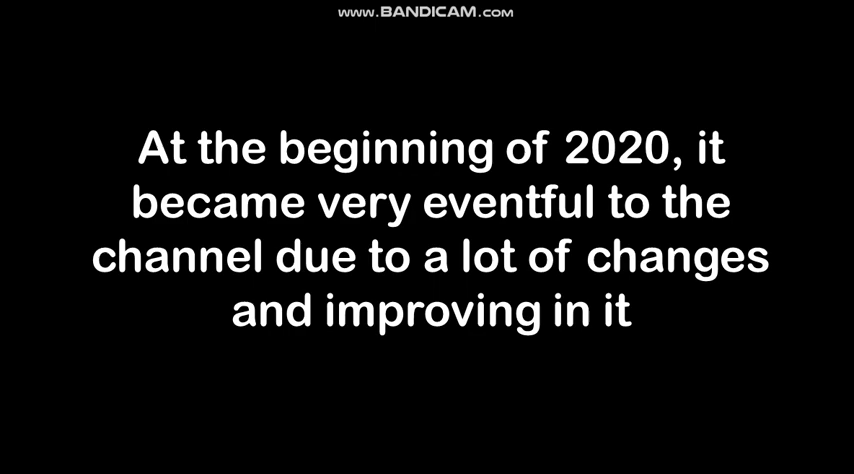 www.BANDICAM.com
At the beginning of 2020, it
became very eventful to the
channel due to a lot of changes
and improving in it